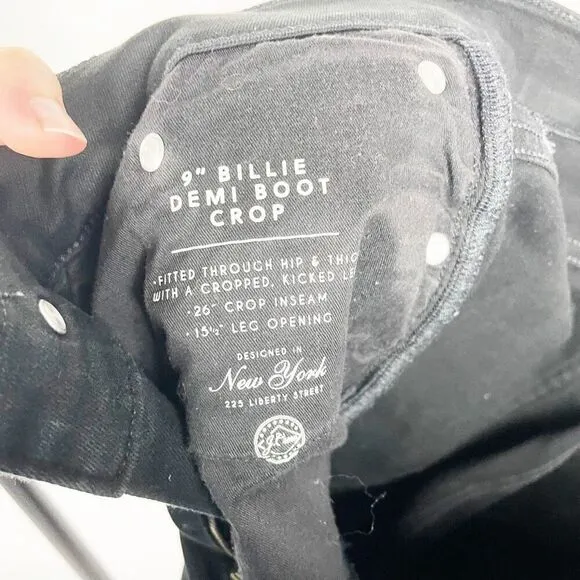 9" BILLIE
DEMI BOOT
CROP
•FITTED THROUGH HIP & THIG
WITH A CROPPED, KICKED LE
•26" CROP INSEAM
•15½" LEG OPENING
DESIGNED IN
New York
225 LIBERTY STREET
J.Crew